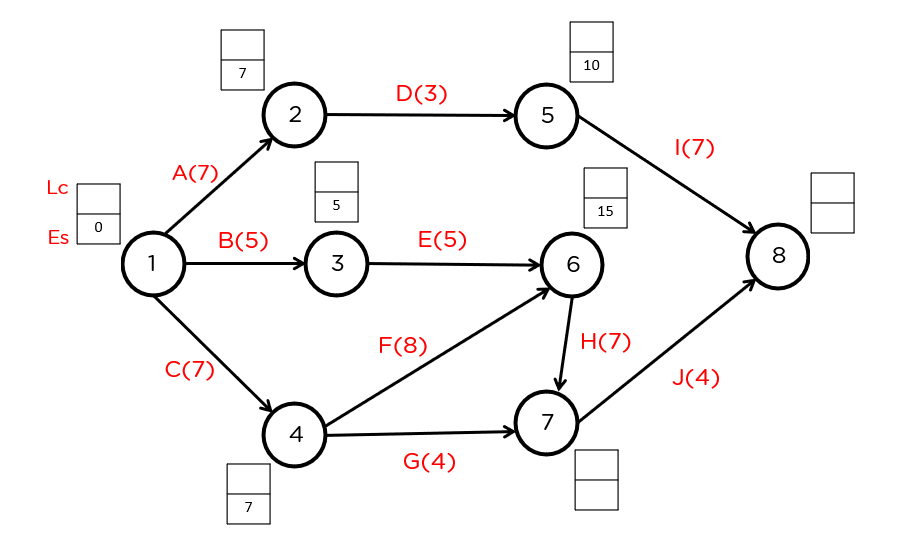 10
7
D(3)
2
5
I(7)
A(7)
Lc
5
15
0
Es
B(5)
E(5)
1
3
6
8
F(8)
H(7)
C(7)
J(4)
4
7
G(4)
7